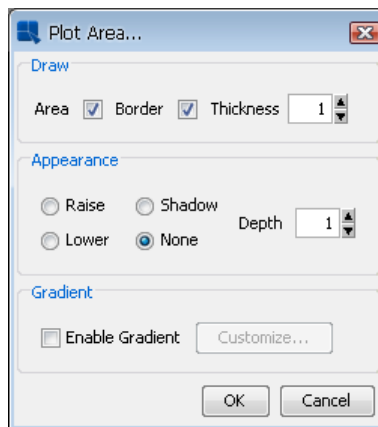 Plot Area...
Draw
Area Border Thickness 1
Appearance
Raise Shadow
Depth 1
Lower None
Gradient
Enable Gradient Customize...
OK Cancel